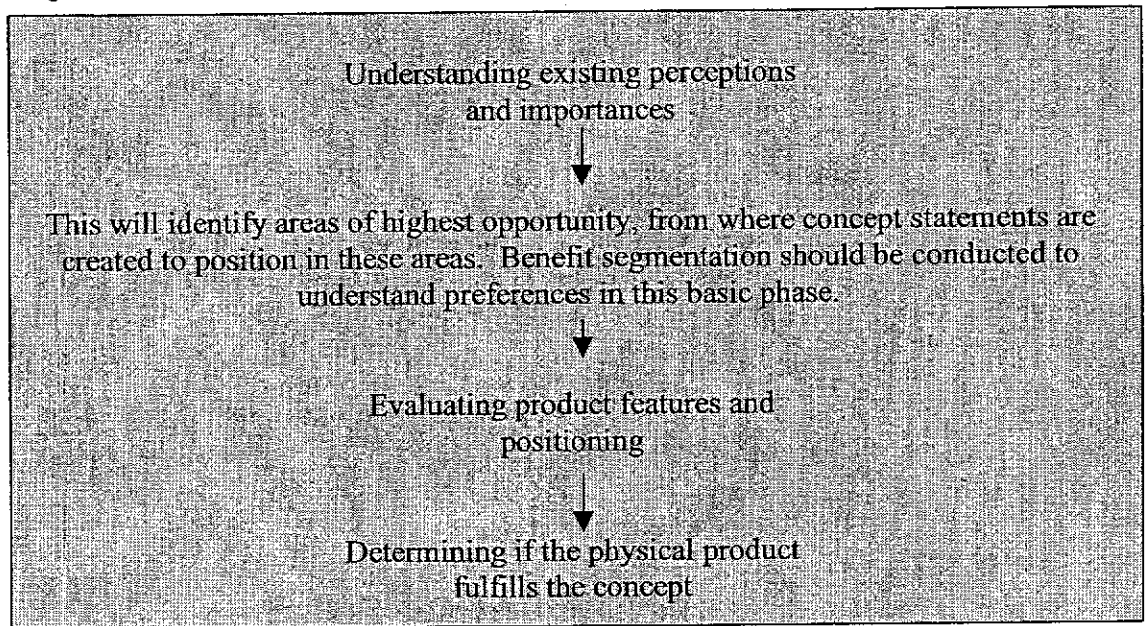 Understanding existing perceptions
and importances
This will identify areas of highest opportunity, from where concept statements are
created to position in these areas. Benefit segmentation should be conducted to
understand preferences in this basic phase.
Evaluating product features and
positioning
Determining if the physical product
fulfills the concept